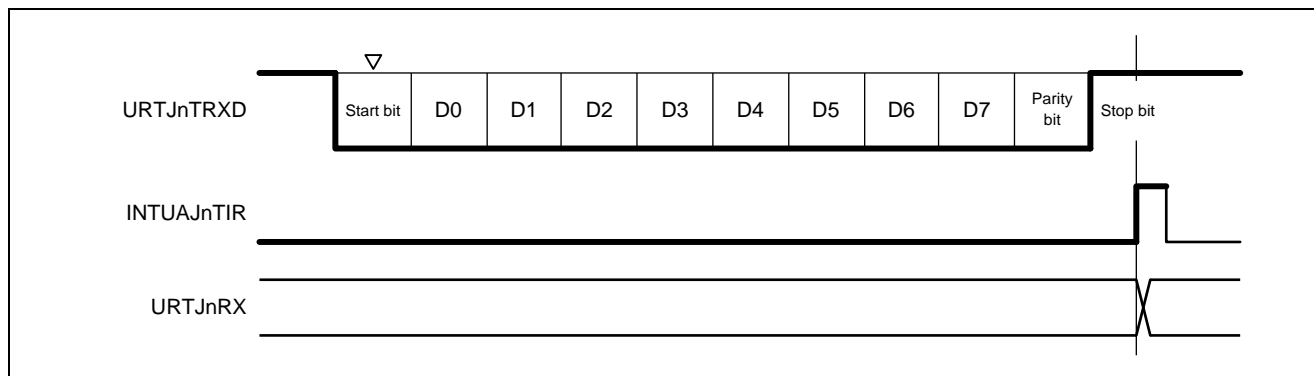 URTJnTRXD
Start bit D0 D1 D2 D3 D4 D5 D6 D7 Parity bit Stop bit
INTUAJnTIR
URTJnRX